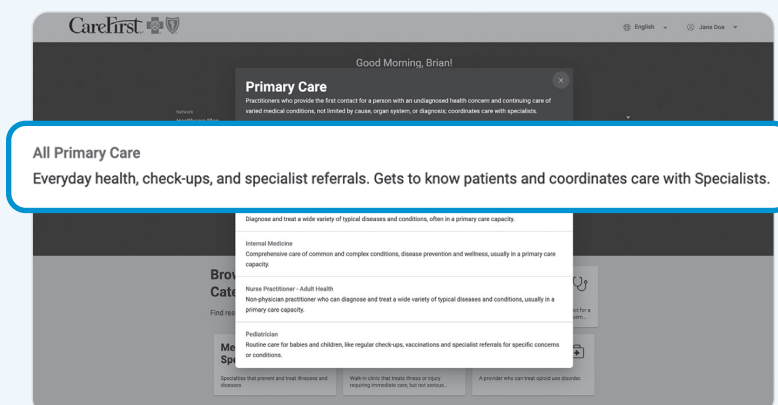 CareFirst
English
Jane Doe
Good Morning, Brian!
Primary Care
Practitioners who provide the first contact for a person with an undiagnosed health concern and continuing care of
varied medical conditions, not limited by cause, organ system, or diagnosis; coordinates care with specialists.
Network
All Primary Care
Everyday health, check-ups, and specialist referrals. Gets to know patients and coordinates care with Specialists.
Diagnose and treat a wide variety of typical diseases and conditions, often in a primary care capacity.
Internal Medicine
Comprehensive care of common and complex conditions, disease prevention and wellness, usually in a primary care
capacity.
Nurse Practitioner - Adult Health
Non-physician practitioner who can diagnose and treat a wide variety of typical diseases and conditions, usually in a
primary care capacity.
Pediatrician
Routine care for babies and children, like regular check-ups, vaccinations and specialist referrals for specific concerns
or conditions.
Find
Specialties that prevent and treat illnesses and
diseases
Walk-in clinic that treats illness or injury
requiring immediate care, but not serious...
A provider who can treat opioid use disorder.